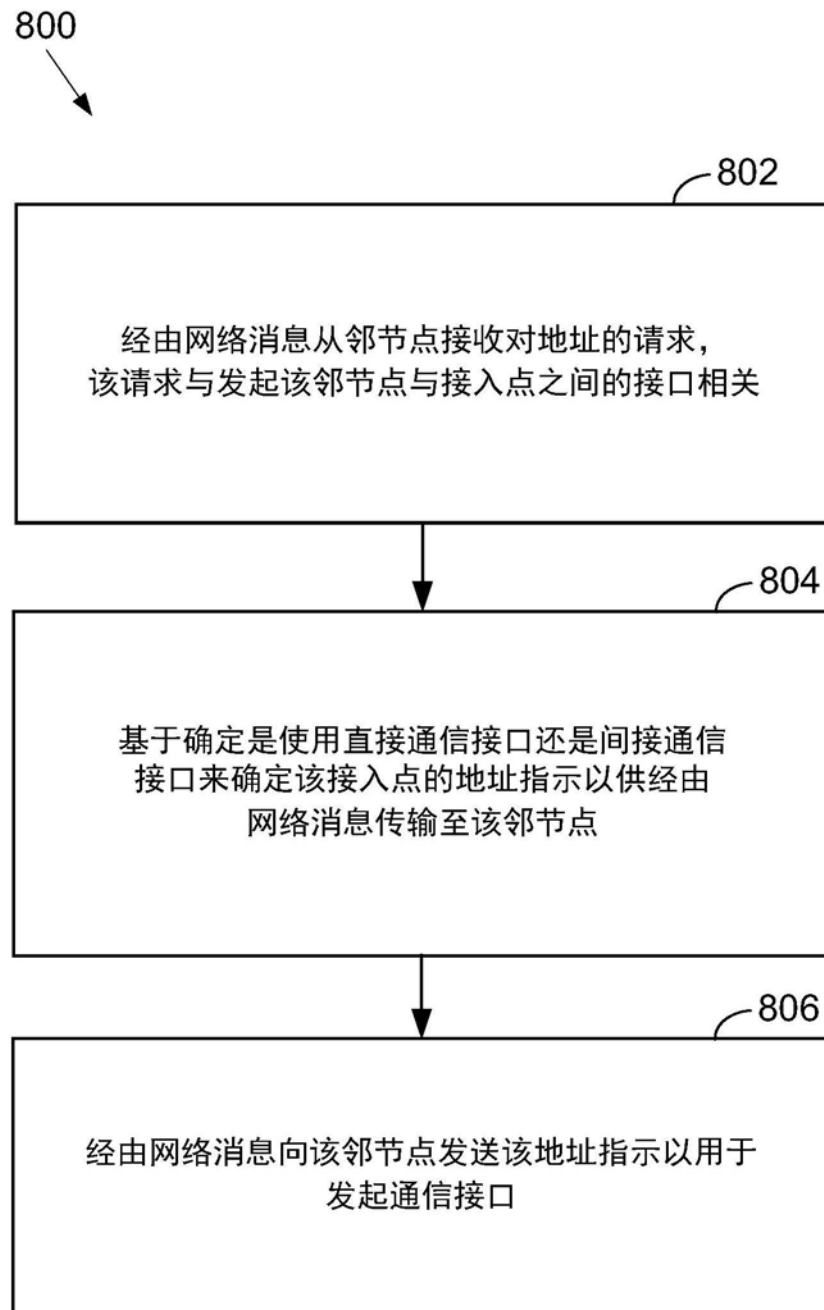 800
802
经由网络消息从邻节点接收对地址的请求，
该请求与发起该邻节点与接入点之间的接口相关
804
基于确定是使用直接通信接口还是间接通信
接口来确定该接入点的地址指示以供经由
网络消息传输至该邻节点
806
经由网络消息向该邻节点发送该地址指示以用于
发起通信接口